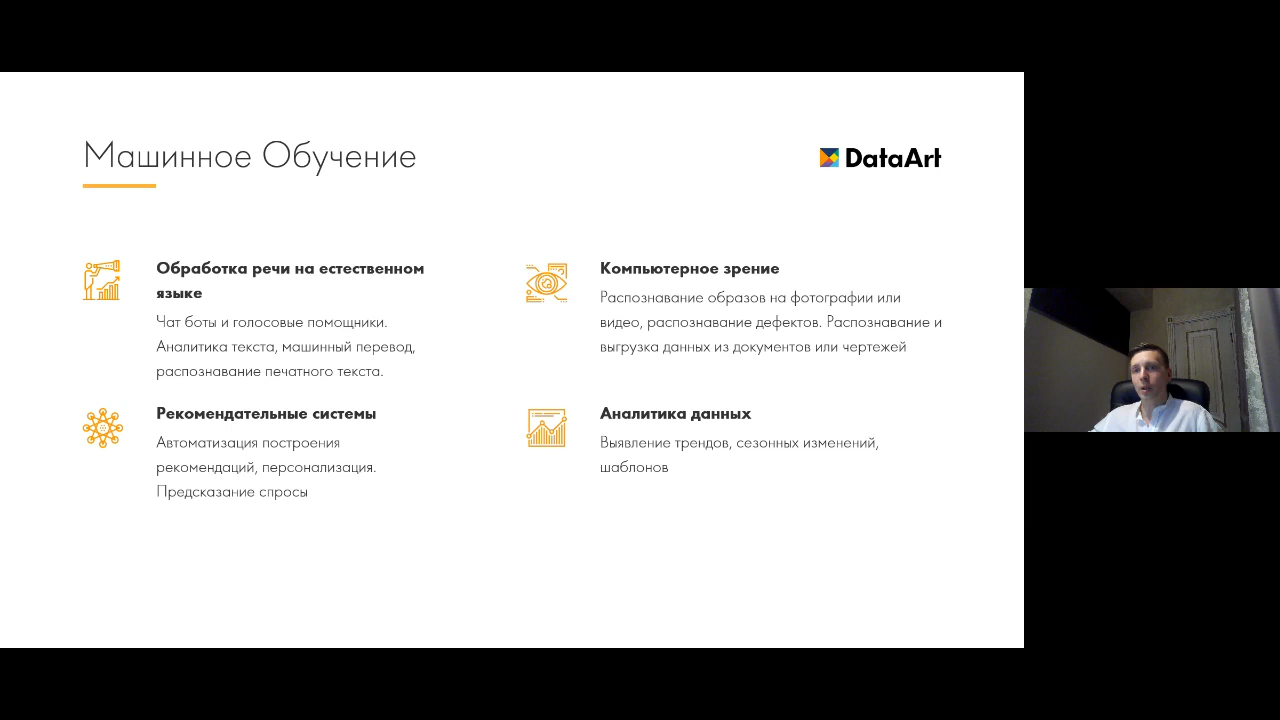 Машинное Обучение
DataArt
Обработка речи на естественном
языке
Чат боты и голосовые помощники.
Аналитика текста, машинный перевод,
распознавание печатного текста.
Компьютерное зрение
Распознавание образов на фотографии или
видео, распознавание дефектов. Распознавание и
выгрузка данных из документов или чертежей
Рекомендательные системы
Автоматизация построения
рекомендаций, персонализация.
Предсказание спросы
Аналитика данных
Выявление трендов, сезонных изменений,
шаблонов